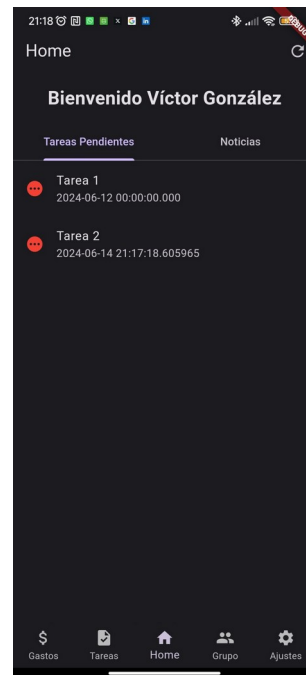 21:18
DEBUG
Home
Bienvenido Víctor González
Tareas Pendientes Noticias
Tarea 1
2024-06-12 00:00:00.000
Tarea 2
2024-06-14 21:17:18.605965
Gastos Tareas Home Grupo Ajustes